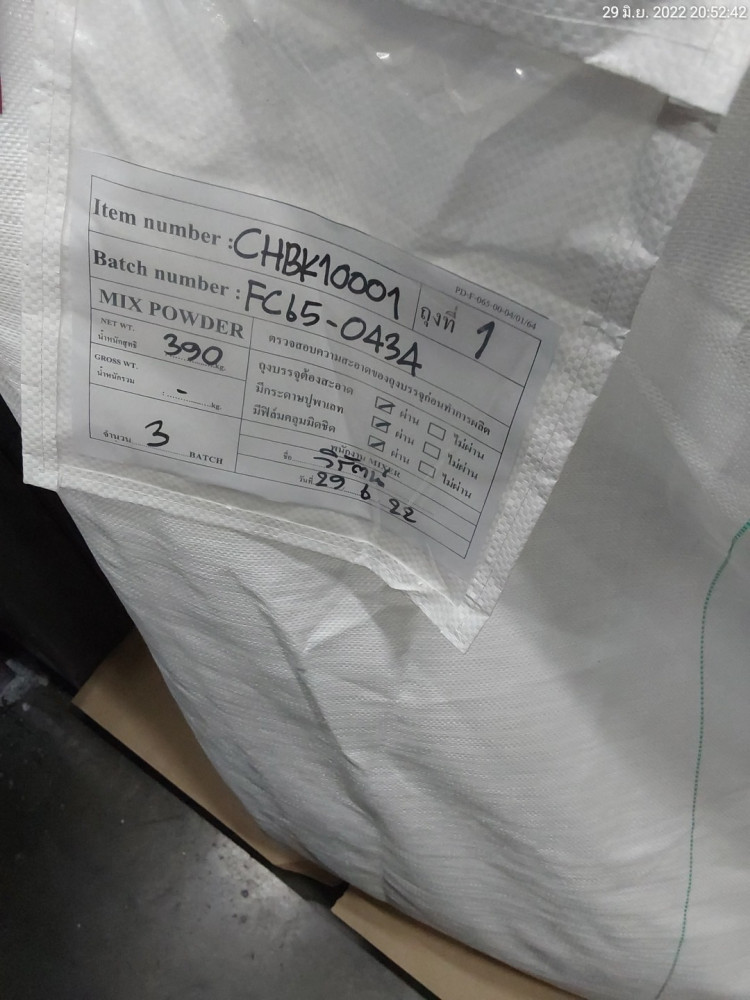 29 มิ.ย. 2022 20:52:42
PD-F-065-00-04/01/64
Item number : CHBK10001
ถุงที่ 1
Batch number : FC65-043A
MIX POWDER
NET WT.
น้ำหนักสุทธิ 390 kg.
GROSS WT.
น้ำหนักรวม : - kg.
จำนวน 3 BATCH
ตรวจสอบความสะอาดของถุงบรรจุก่อนทำการผลิต
ถุงบรรจุต้องสะอาด ☑ ผ่าน ☐ ไม่ผ่าน
มีกระดาษปูพาเลท ☑ ผ่าน ☐ ไม่ผ่าน
มีฟิล์มคลุมมิดชิด ☑ ผ่าน ☐ ไม่ผ่าน
พนักงาน MIXER
ชื่อ
วันที่ 29 6 22